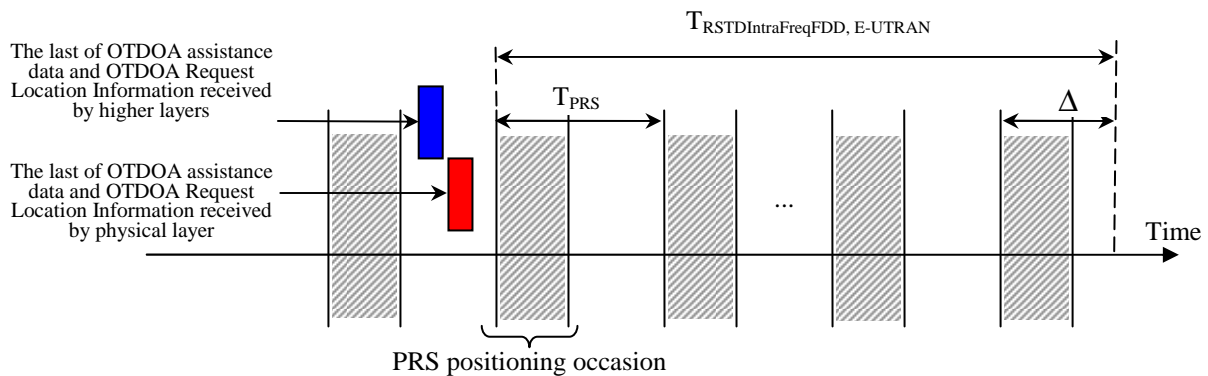 The last of OTDOA assistance
data and OTDOA Request
Location Information received
by higher layers
The last of OTDOA assistance
data and OTDOA Request
Location Information received
by physical layer
T_RSTDIntraFreqFDD, E-UTRAN
T_PRS
Δ
...
Time
PRS positioning occasion